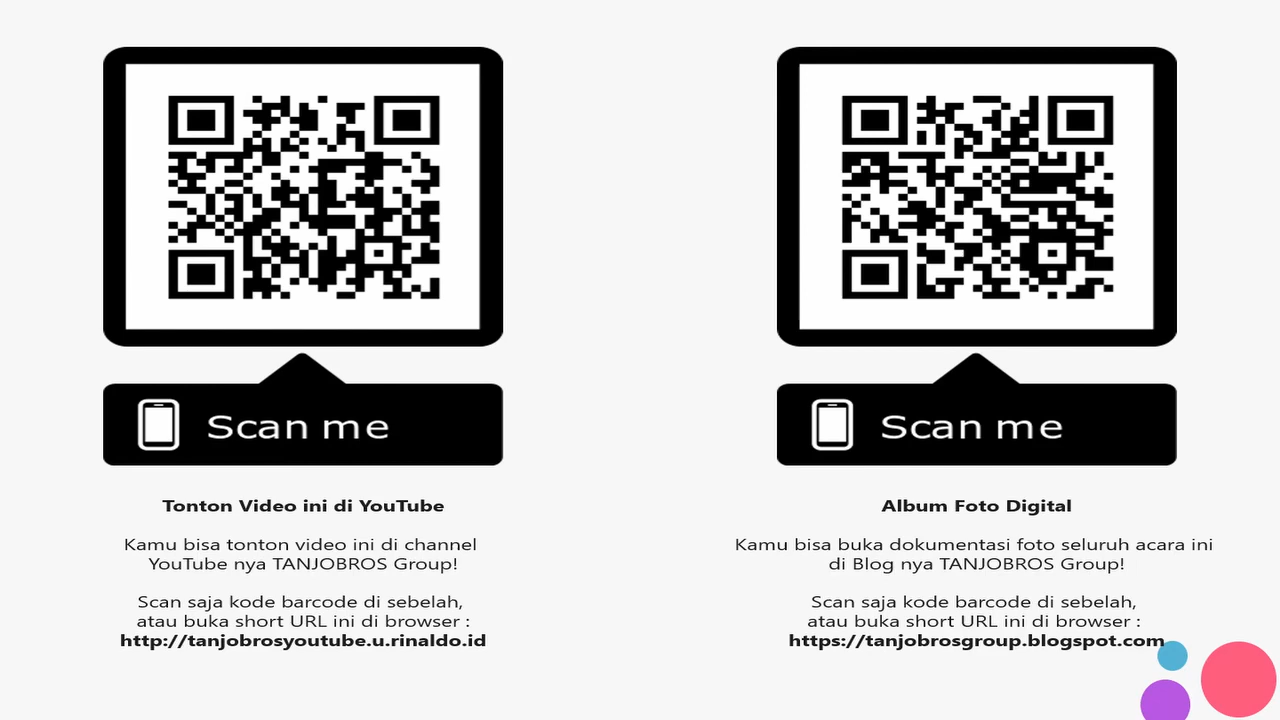 Scan me
Tonton Video ini di YouTube
Kamu bisa tonton video ini di channel
YouTube nya TANJOBROS Group!
Scan saja kode barcode di sebelah,
atau buka short URL ini di browser :
http://tanjobrosyoutube.u.rinaldo.id
Scan me
Album Foto Digital
Kamu bisa buka dokumentasi foto seluruh acara ini
di Blog nya TANJOBROS Group!
Scan saja kode barcode di sebelah,
atau buka short URL ini di browser :
https://tanjobrosgroup.blogspot.com